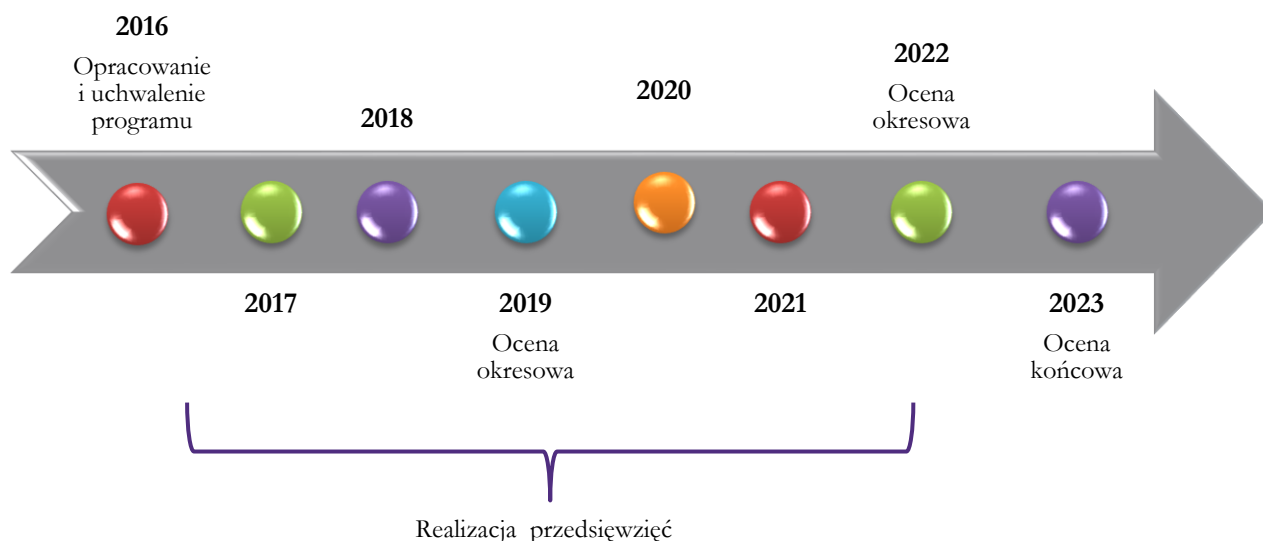 2016
Opracowanie
i uchwalenie
programu
2017
2018
2019
Ocena
okresowa
2020
2021
2022
Ocena
okresowa
2023
Ocena
końcowa
Realizacja przedsięwzięć